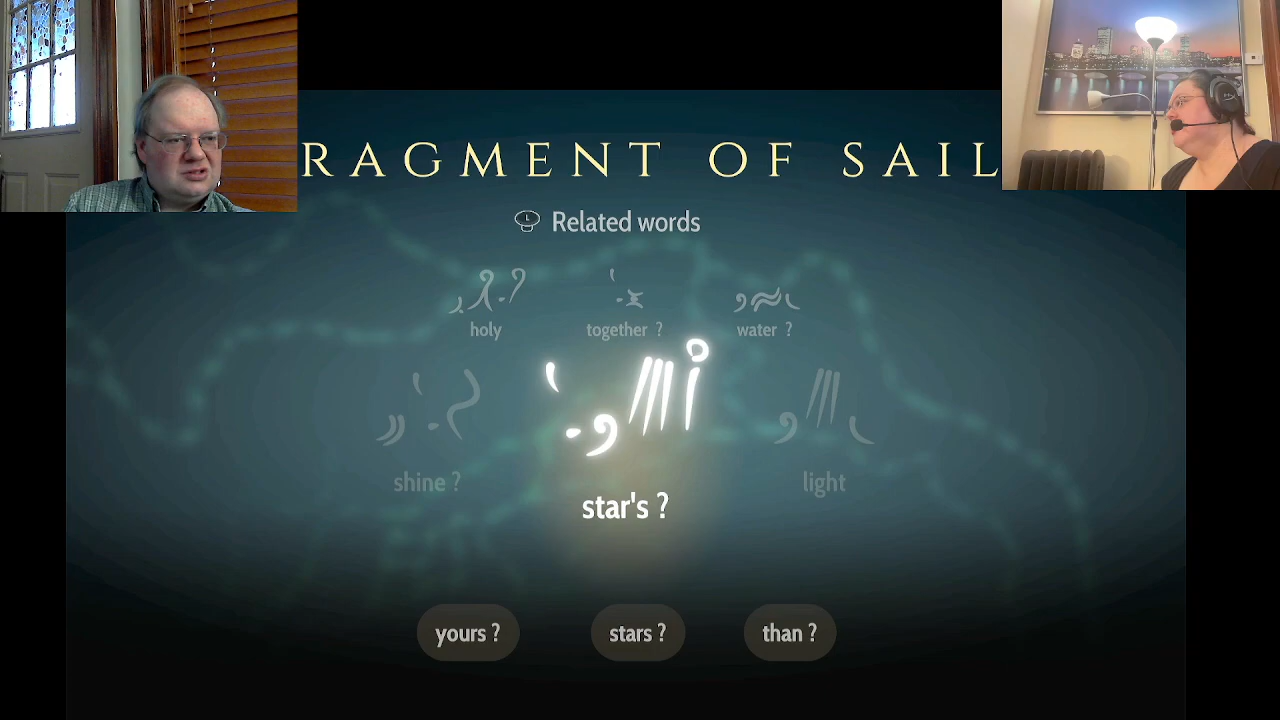 RAGMENT OF SAIL
Related words
holy together ? water ?
shine ? star's ? light
yours ? stars ? than ?